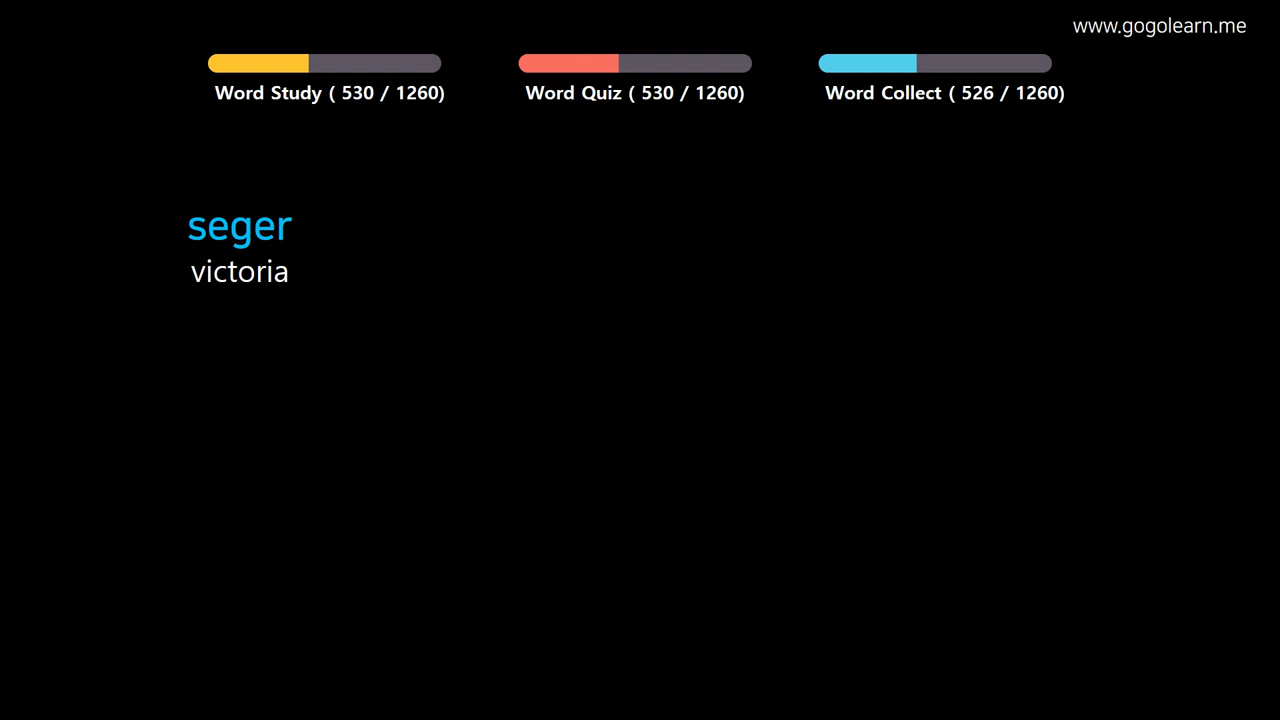 www.gogolearn.me
Word Study ( 530 / 1260)
Word Quiz ( 530 / 1260)
Word Collect ( 526 / 1260)
seger
victoria